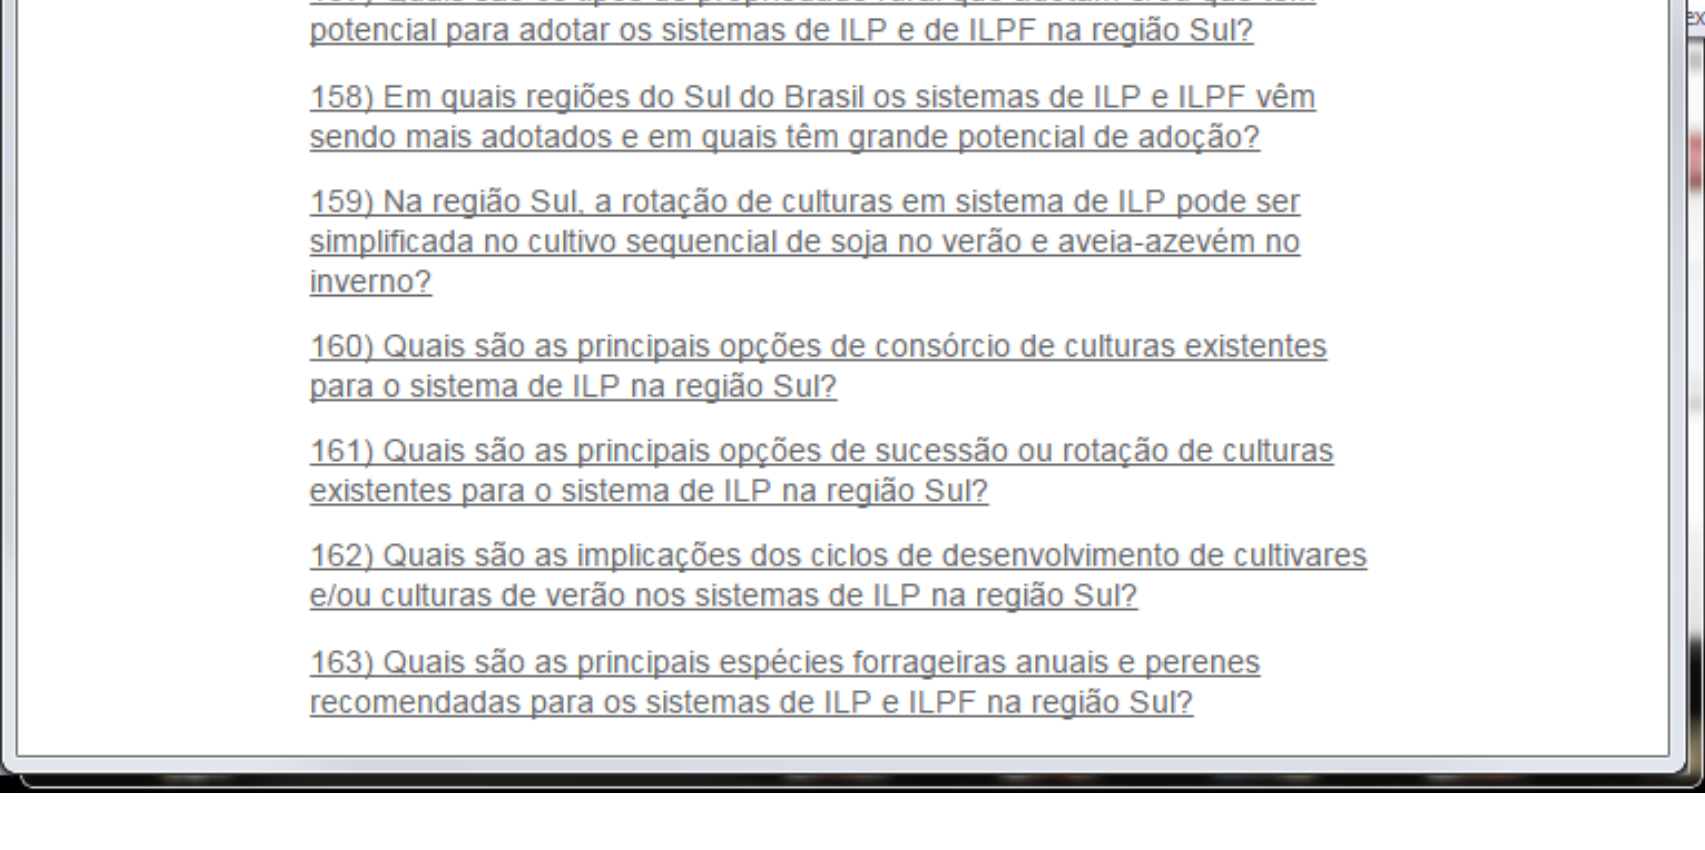 potencial para adotar os sistemas de ILP e de ILPF na região Sul?
158) Em quais regiões do Sul do Brasil os sistemas de ILP e ILPF vêm
sendo mais adotados e em quais têm grande potencial de adoção?
159) Na região Sul, a rotação de culturas em sistema de ILP pode ser
simplificada no cultivo sequencial de soja no verão e aveia-azevém no
inverno?
160) Quais são as principais opções de consórcio de culturas existentes
para o sistema de ILP na região Sul?
161) Quais são as principais opções de sucessão ou rotação de culturas
existentes para o sistema de ILP na região Sul?
162) Quais são as implicações dos ciclos de desenvolvimento de cultivares
e/ou culturas de verão nos sistemas de ILP na região Sul?
163) Quais são as principais espécies forrageiras anuais e perenes
recomendadas para os sistemas de ILP e ILPF na região Sul?